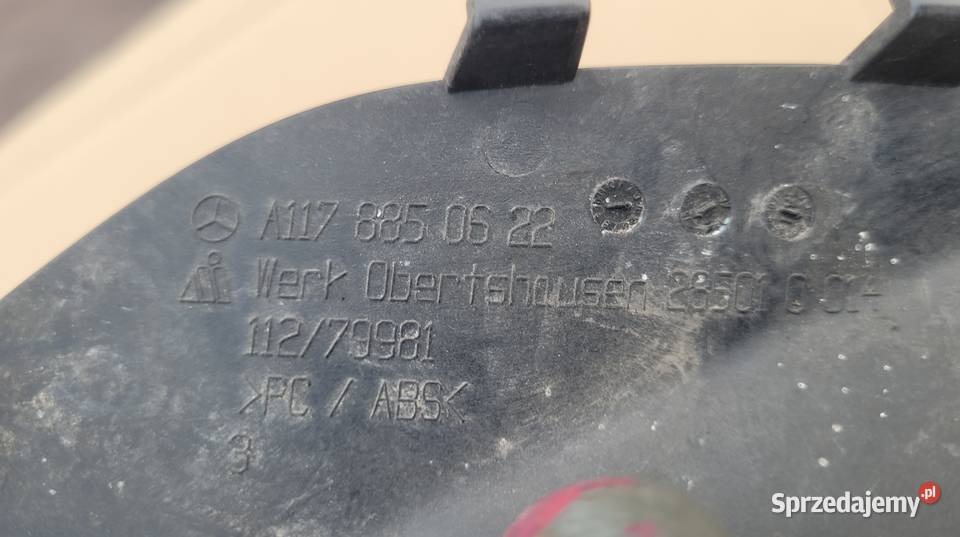 A117 885 06 22
Werk Obertshausen 28501 0 014
112/79981
>PC / ABS<
3
Sprzedajemy.pl